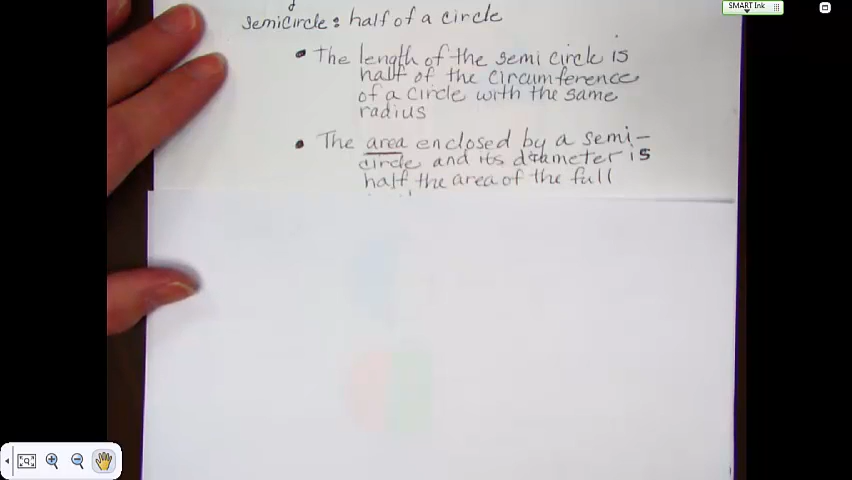 semicircle: half of a circle
• The length of the semi circle is
half of the circumference
of a circle with the same
radius
• The area enclosed by a semi-
circle and its diameter is
half the area of the full
SMART Ink